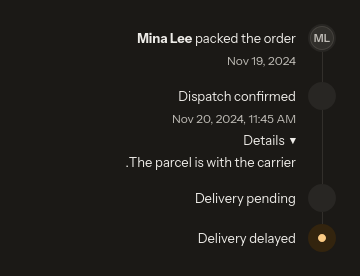 ML
Mina Lee packed the order
Nov 19, 2024
Dispatch confirmed
Nov 20, 2024, 11:45 AM
Details ▾
.The parcel is with the carrier
Delivery pending
Delivery delayed